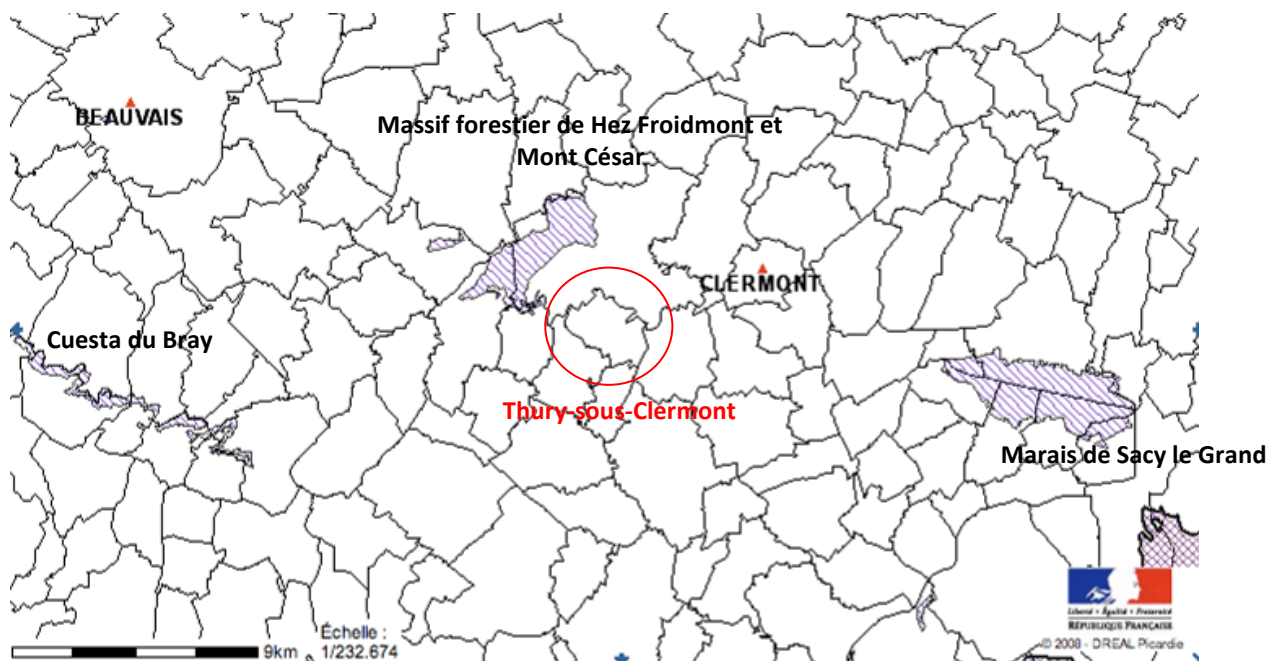 BEAUVAIS
Massif forestier de Hez Froidmont et
Mont César
CLERMONT
Cuesta du Bray
Thury-sous-Clermont
Marais de Sacy le Grand
Liberté • Égalité • Fraternité
RÉPUBLIQUE FRANÇAISE
© 2008 - DREAL Picardie
9km
Échelle :
1/232.674